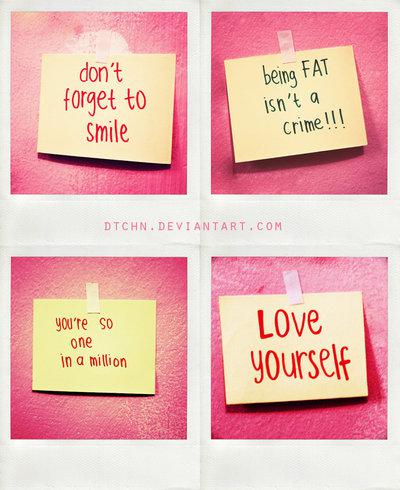 don't
forget to
smile
being FAT
isn't a
crime!!!
DTCHN.DEVIANTART.COM
you're so
one
in a million
LOVE
yourself